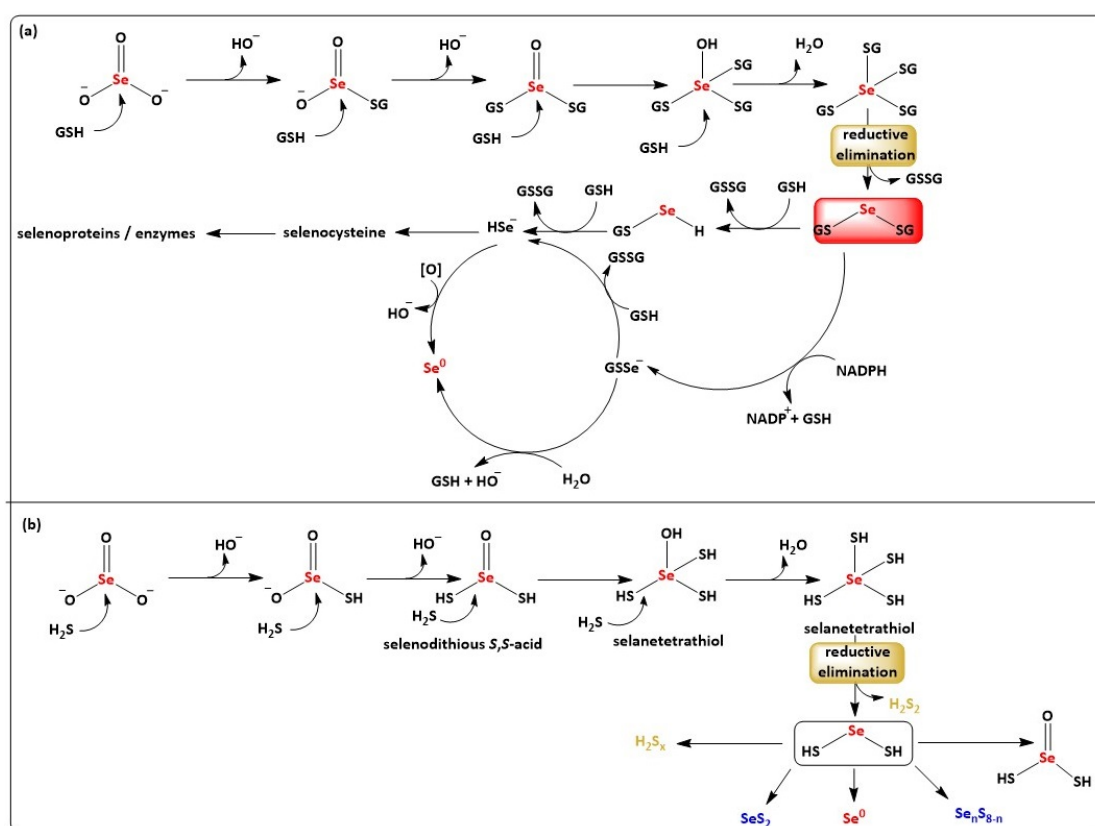 (a)
O
Se
O⁻
O⁻
GSH
HO⁻
O
Se
O⁻
SG
GSH
HO⁻
O
Se
GS
SG
GSH
OH
SG
Se
GS
SG
GSH
H₂O
SG
SG
Se
GS
SG
reductive
elimination
GSSG
selenoproteins / enzymes
selenocysteine
HSe⁻
GSSG
GSH
Se
GS
H
GSSG
GSH
Se
GS
SG
[O]
HO⁻
GSSG
GSH
Se⁰
GSSe⁻
NADPH
NADP⁺ + GSH
GSH + HO⁻
H₂O
(b)
O
Se
⁻O
O⁻
H₂S
HO⁻
O
Se
O⁻
SH
H₂S
HO⁻
O
Se
HS
SH
H₂S
selenodithious S,S-acid
OH
SH
Se
HS
SH
H₂S
selanetetrathiol
H₂O
SH
SH
Se
HS
SH
selanetetrathiol
reductive
elimination
H₂S₂
H₂Sₓ
Se
HS
SH
O
Se
HS
SH
SeS₂
Se⁰
SeₙS₈₋ₙ